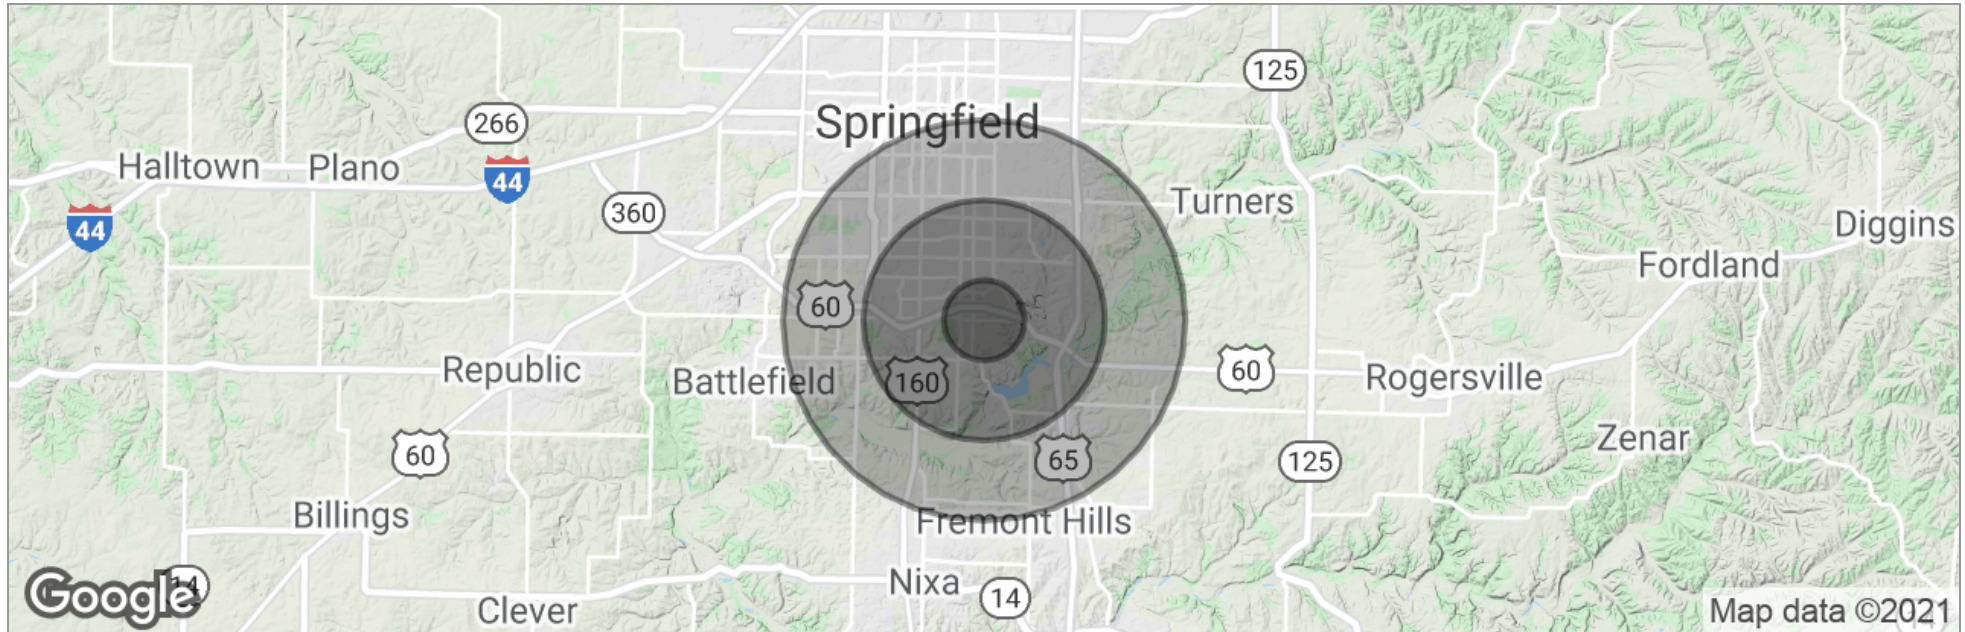 125
Springfield
266
Halltown
Plano
44
360
Turners
44
Diggins
Fordland
60
Republic
Battlefield
160
60
Rogersville
Zenar
60
65
125
Billings
Fremont Hills
Nixa
14
14
Google
Clever
Map data ©2021